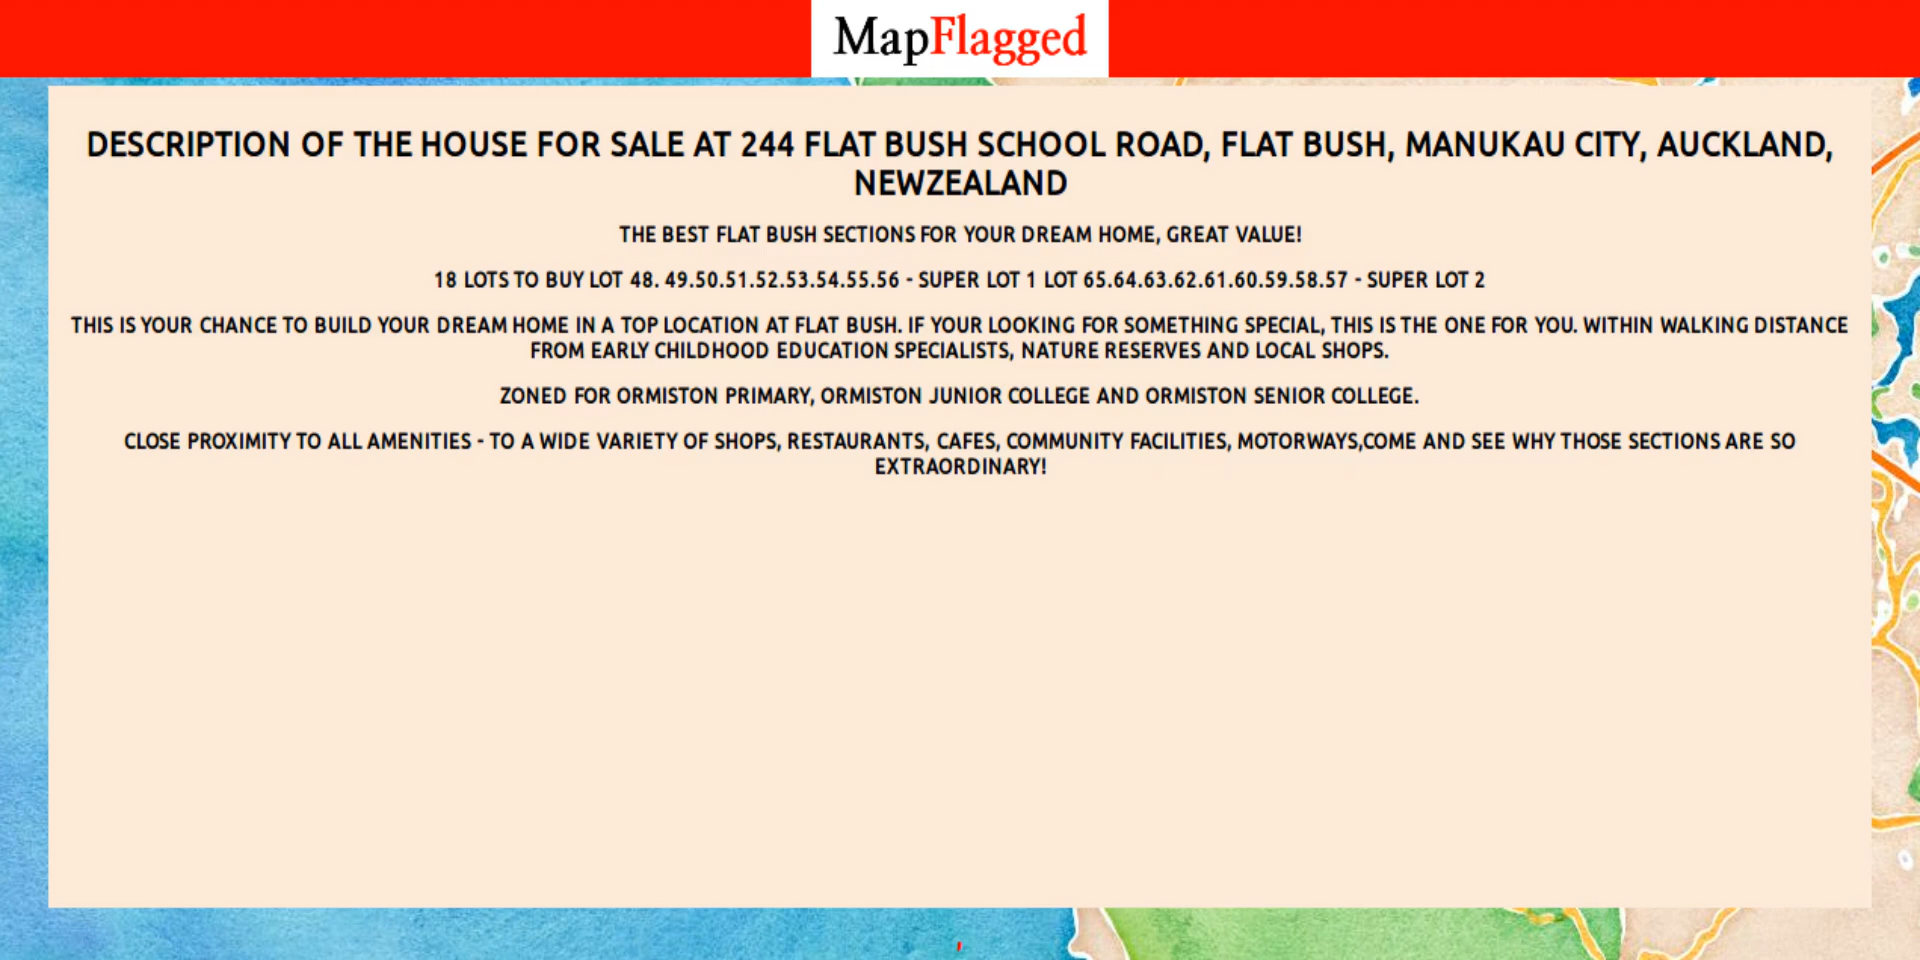 MapFlagged
DESCRIPTION OF THE HOUSE FOR SALE AT 244 FLAT BUSH SCHOOL ROAD, FLAT BUSH, MANUKAU CITY, AUCKLAND,
NEWZEALAND
THE BEST FLAT BUSH SECTIONS FOR YOUR DREAM HOME, GREAT VALUE!
18 LOTS TO BUY LOT 48. 49.50.51.52.53.54.55.56 - SUPER LOT 1 LOT 65.64.63.62.61.60.59.58.57 - SUPER LOT 2
THIS IS YOUR CHANCE TO BUILD YOUR DREAM HOME IN A TOP LOCATION AT FLAT BUSH. IF YOUR LOOKING FOR SOMETHING SPECIAL, THIS IS THE ONE FOR YOU. WITHIN WALKING DISTANCE
FROM EARLY CHILDHOOD EDUCATION SPECIALISTS, NATURE RESERVES AND LOCAL SHOPS.
ZONED FOR ORMISTON PRIMARY, ORMISTON JUNIOR COLLEGE AND ORMISTON SENIOR COLLEGE.
CLOSE PROXIMITY TO ALL AMENITIES - TO A WIDE VARIETY OF SHOPS, RESTAURANTS, CAFES, COMMUNITY FACILITIES, MOTORWAYS,COME AND SEE WHY THOSE SECTIONS ARE SO
EXTRAORDINARY!